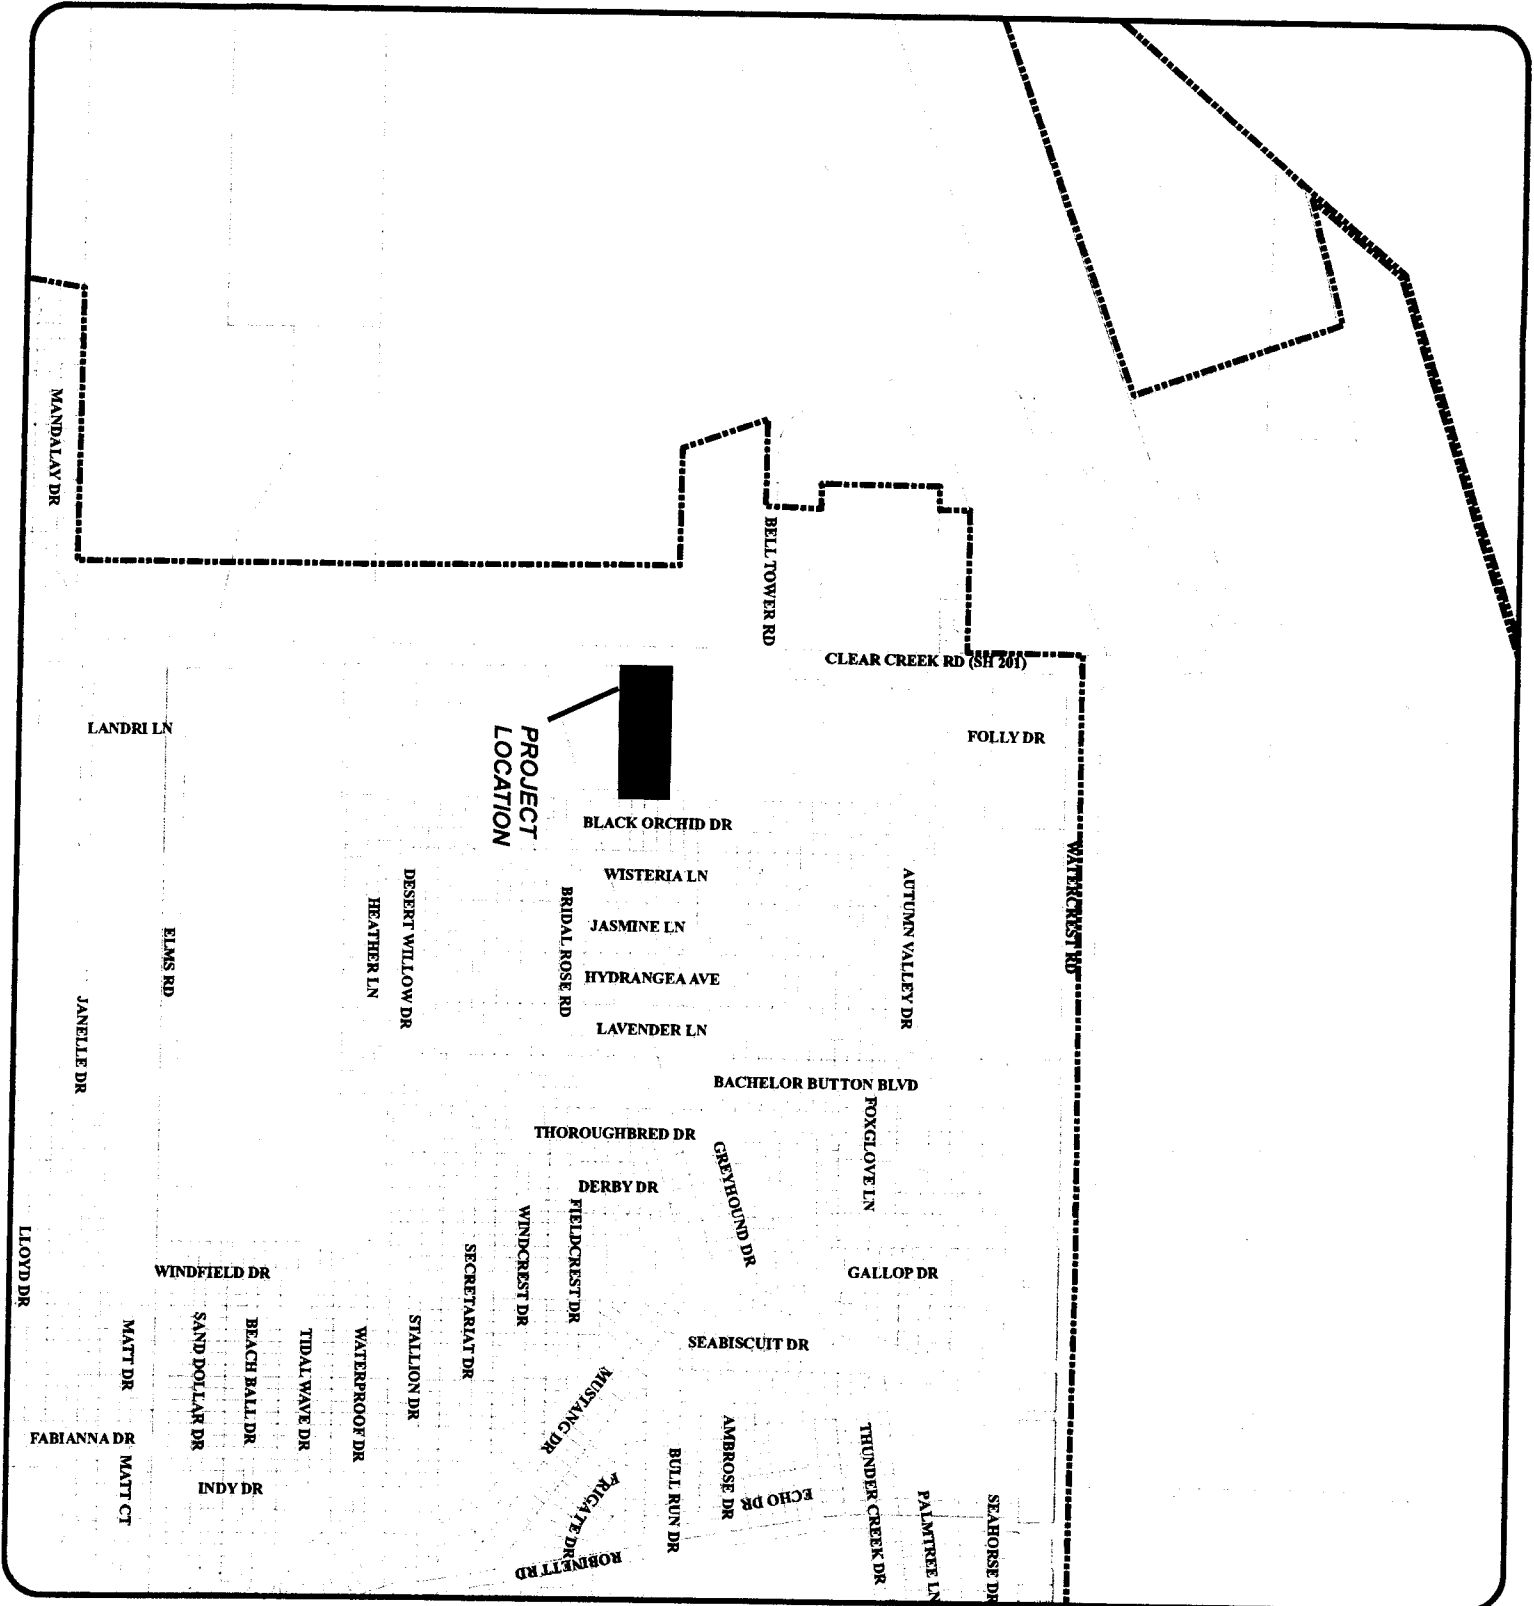 MANDALAY DR
BELL TOWER RD
CLEAR CREEK RD (SH 201)
LANDRI LN
PROJECT
LOCATION
FOLLY DR
BLACK ORCHID DR
WISTERIA LN
JASMINE LN
HYDRANGEA AVE
LAVENDER LN
BRIDAL ROSE RD
DESERT WILLOW DR
HEATHER LN
ELMS RD
JANELLE DR
AUTUMN VALLEY DR
WATERCREST RD
BACHELOR BUTTON BLVD
FOXGLOVE LN
THOROUGHBRED DR
GREYHOUND DR
DERBY DR
FIELDCREST DR
WINDCREST DR
SECRETARIAT DR
LLOYD DR
WINDFIELD DR
GALLOP DR
MATT DR
SAND DOLLAR DR
BEACH BALL DR
TIDAL WAVE DR
WATERPROOF DR
STALLION DR
SEABISCUIT DR
MUSTANG DR
FABIANNA DR
MATT CT
INDY DR
FRIGATE DR
ROBINETT RD
BULL RUN DR
AMBROSE DR
ECHO DR
THUNDER CREEK DR
PALMTREE LN
SEAHORSE DR